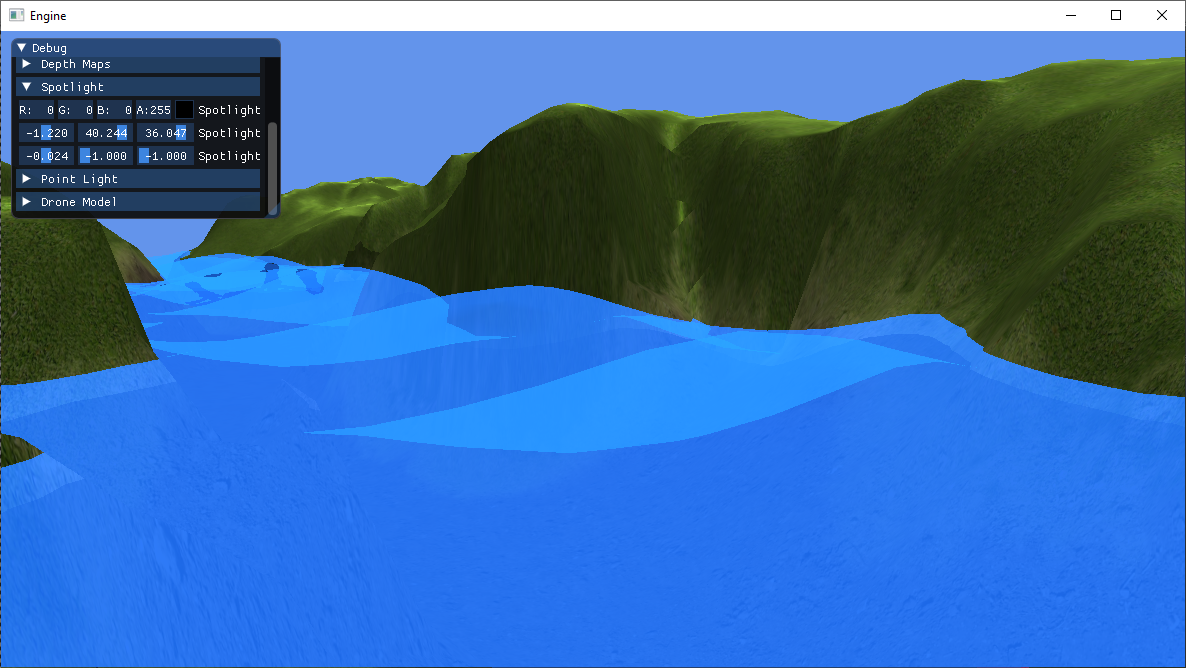 Engine
Debug
Depth Maps
Spotlight
R: 0 G: 0 B: 0 A:255 Spotlight
-1.220 40.244 36.047 Spotlight
-0.024 -1.000 -1.000 Spotlight
Point Light
Drone Model